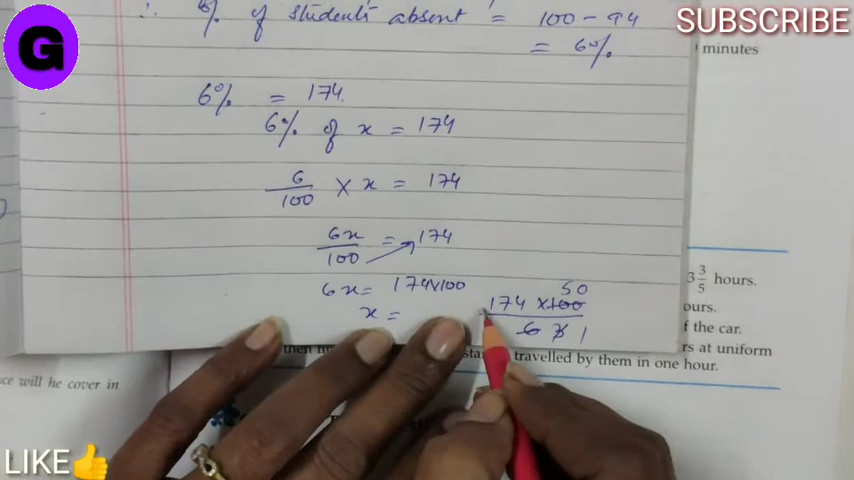 G
SUBSCRIBE
∴ % of students absent = 100 - 94
= 6%
minutes
6% = 174.
6% of x = 174
6/100 × x = 174
6x/100 = 174
3 3/5 hours.
6x = 174×100
50
x = 174 × 100
6 3 1
ours.
f the car.
rs at uniform
travelled by them in one hour.
then
ce will he cover in
LIKE👍